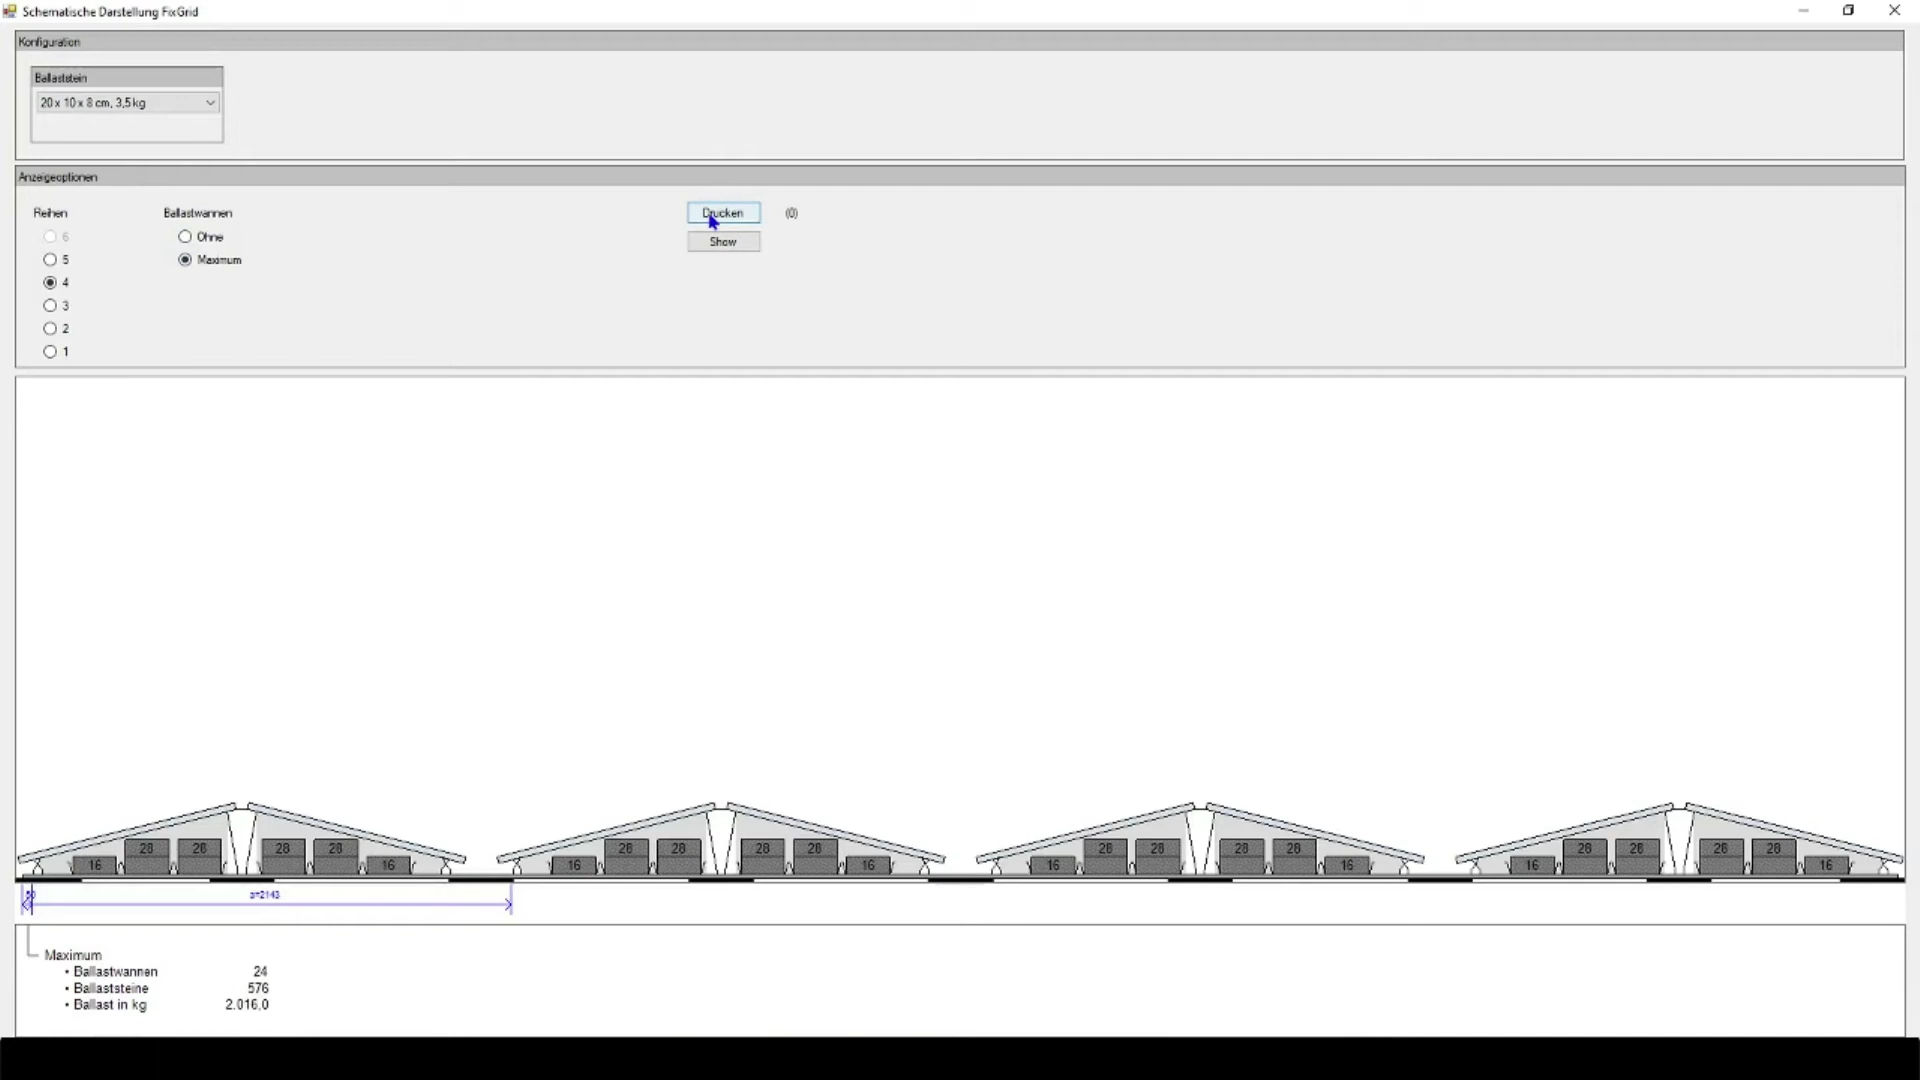 Schematische Darstellung FixGrid
Konfiguration
Ballaststein
20 x 10 x 8 cm, 3,5 kg
Anzeigeoptionen
Reihen Ballastwannen Drucken (0)
6 Ohne
5 Maximum Show
4
3
2
1
28 28 28 28 28 28 28 28 28 28 28 28 28 28 28 28
16 16 16 16 16 16 16 16
a=2143
Maximum
• Ballastwannen 24
• Ballaststeine 576
• Ballast in kg 2.016,0